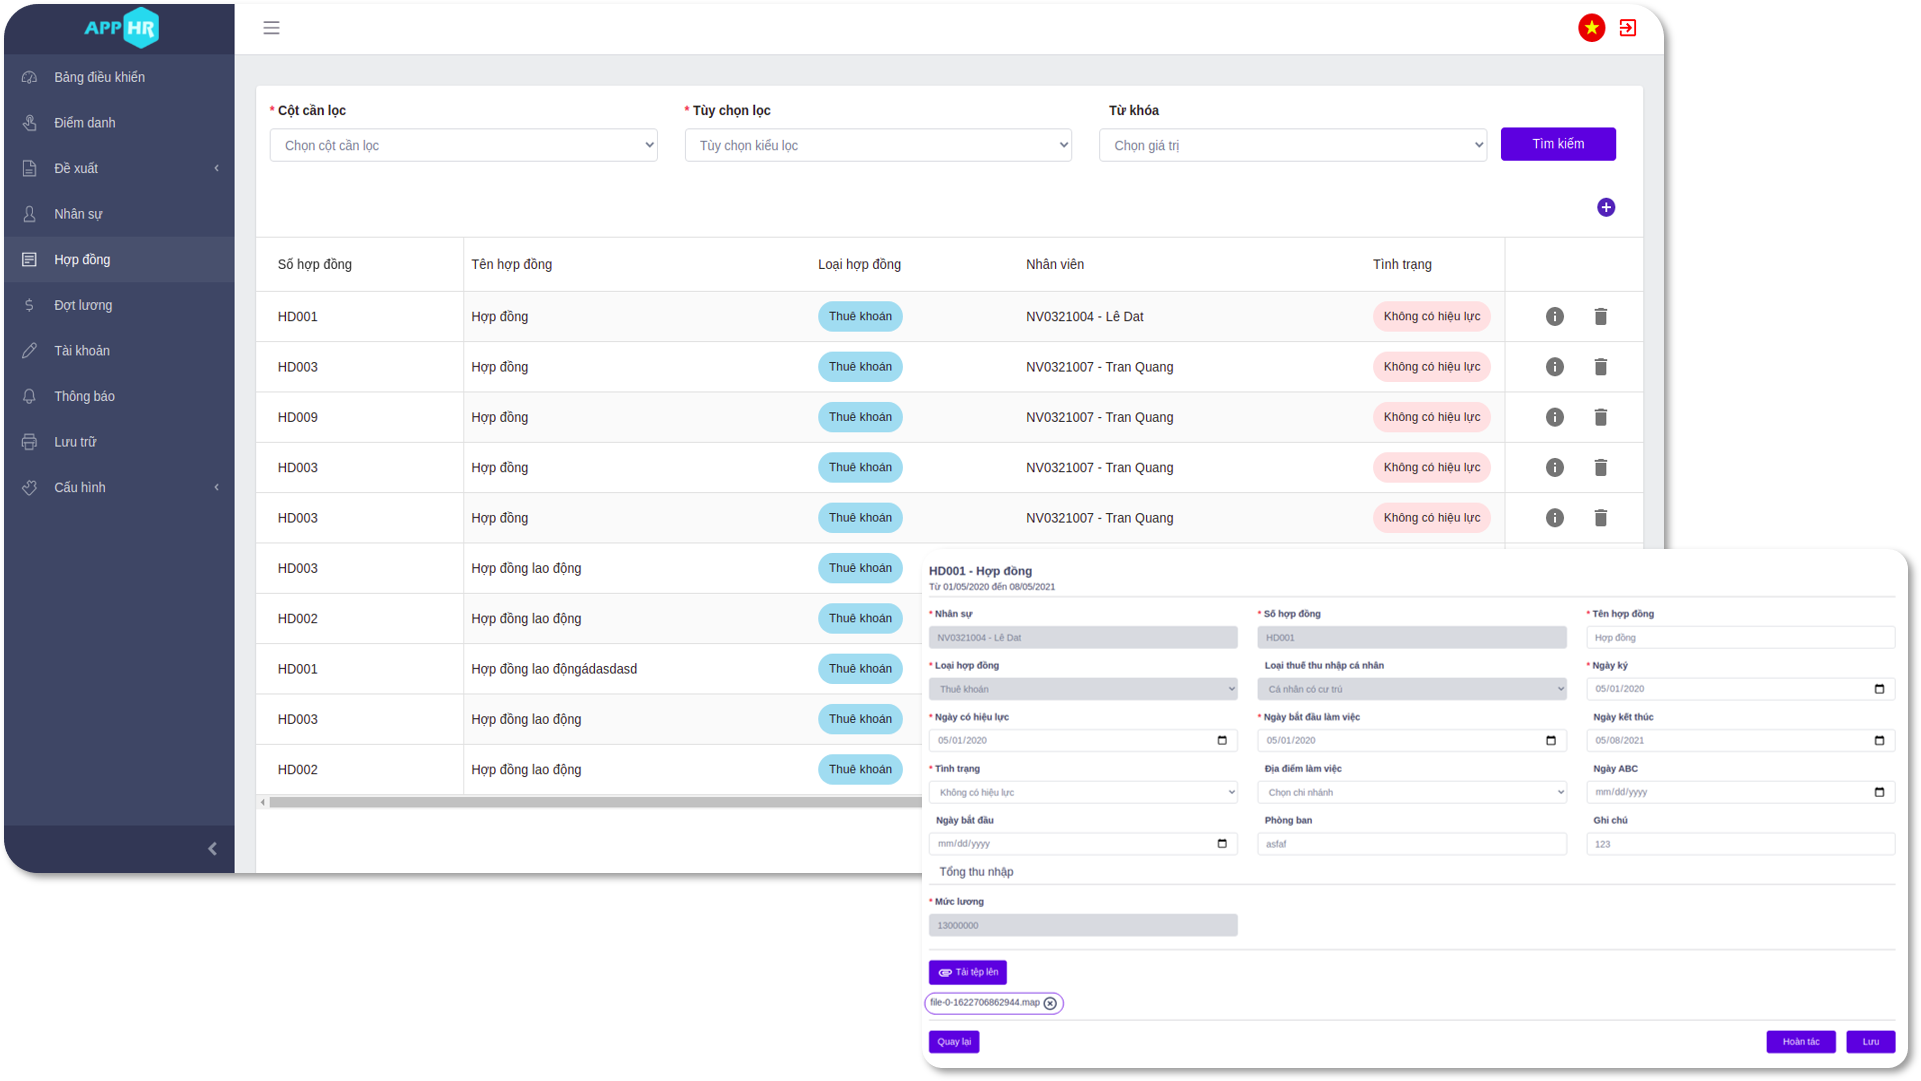 APP HR
Bảng điều khiển
Điểm danh
Đề xuất
Nhân sự
Hợp đồng
Đợt lương
Tài khoản
Thông báo
Lưu trữ
Cấu hình
* Cột cần lọc
* Tùy chọn lọc
Từ khóa
Chọn cột cần lọc
Tùy chọn kiểu lọc
Chọn giá trị
Tìm kiếm
Số hợp đồng Tên hợp đồng Loại hợp đồng Nhân viên Tình trạng
HD001 Hợp đồng Thuê khoán NV0321004 - Lê Dat Không có hiệu lực
HD003 Hợp đồng Thuê khoán NV0321007 - Tran Quang Không có hiệu lực
HD009 Hợp đồng Thuê khoán NV0321007 - Tran Quang Không có hiệu lực
HD003 Hợp đồng Thuê khoán NV0321007 - Tran Quang Không có hiệu lực
HD003 Hợp đồng Thuê khoán NV0321007 - Tran Quang Không có hiệu lực
HD003 Hợp đồng lao động Thuê khoán
HD002 Hợp đồng lao động Thuê khoán
HD001 Hợp đồng lao độngádasdasd Thuê khoán
HD003 Hợp đồng lao động Thuê khoán
HD002 Hợp đồng lao động Thuê khoán
HD001 - Hợp đồng
Từ 01/05/2020 đến 08/05/2021
* Nhân sự * Số hợp đồng * Tên hợp đồng
NV0321004 - Lê Dat HD001 Hợp đồng
* Loại hợp đồng Loại thuế thu nhập cá nhân * Ngày ký
Thuê khoán Cá nhân có cư trú 05/01/2020
* Ngày có hiệu lực * Ngày bắt đầu làm việc Ngày kết thúc
05/01/2020 05/01/2020 05/08/2021
* Tình trạng Địa điểm làm việc Ngày ABC
Không có hiệu lực Chọn chi nhánh mm/dd/yyyy
Ngày bắt đầu Phòng ban Ghi chú
mm/dd/yyyy asfaf 123
Tổng thu nhập
* Mức lương
13000000
Tải tệp lên
file-0-1622706862944.map
Quay lại Hoàn tác Lưu